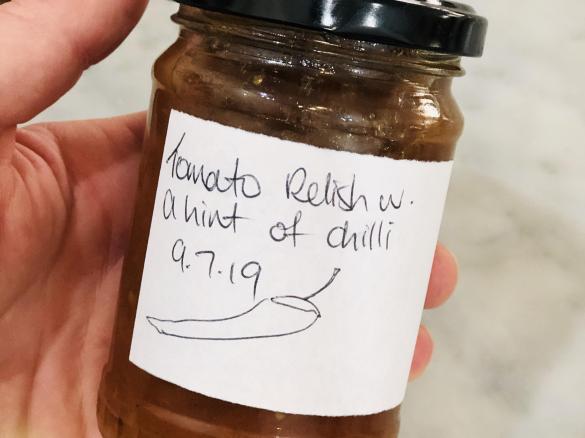 Tomato Relish w.
a hint of chilli
9.7.19